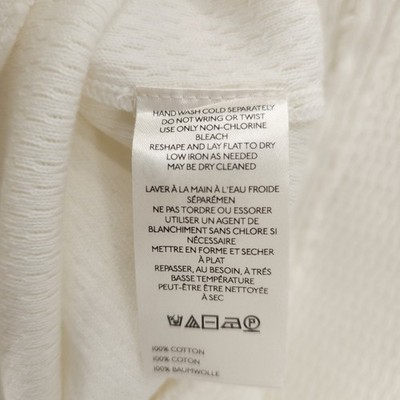 HAND WASH COLD SEPARATELY
DO NOT WRING OR TWIST
USE ONLY NON-CHLORINE
BLEACH
RESHAPE AND LAY FLAT TO DRY
LOW IRON AS NEEDED
MAY BE DRY CLEANED
LAVER À LA MAIN À L'EAU FROIDE
SÉPARÉMEN
NE PAS TORDRE OU ESSORER
UTILISER UN AGENT DE
BLANCHIMENT SANS CHLORE SI
NÉCESSAIRE
METTRE EN FORME ET SECHER
À PLAT
REPASSER, AU BESOIN, À TRÉS
BASSE TEMPÉRATURE
PEUT-ÊTRE ÊTRE NETTOYÉE
À SEC
P
100% COTTON
100% COTON
100% BAUMWOLLE